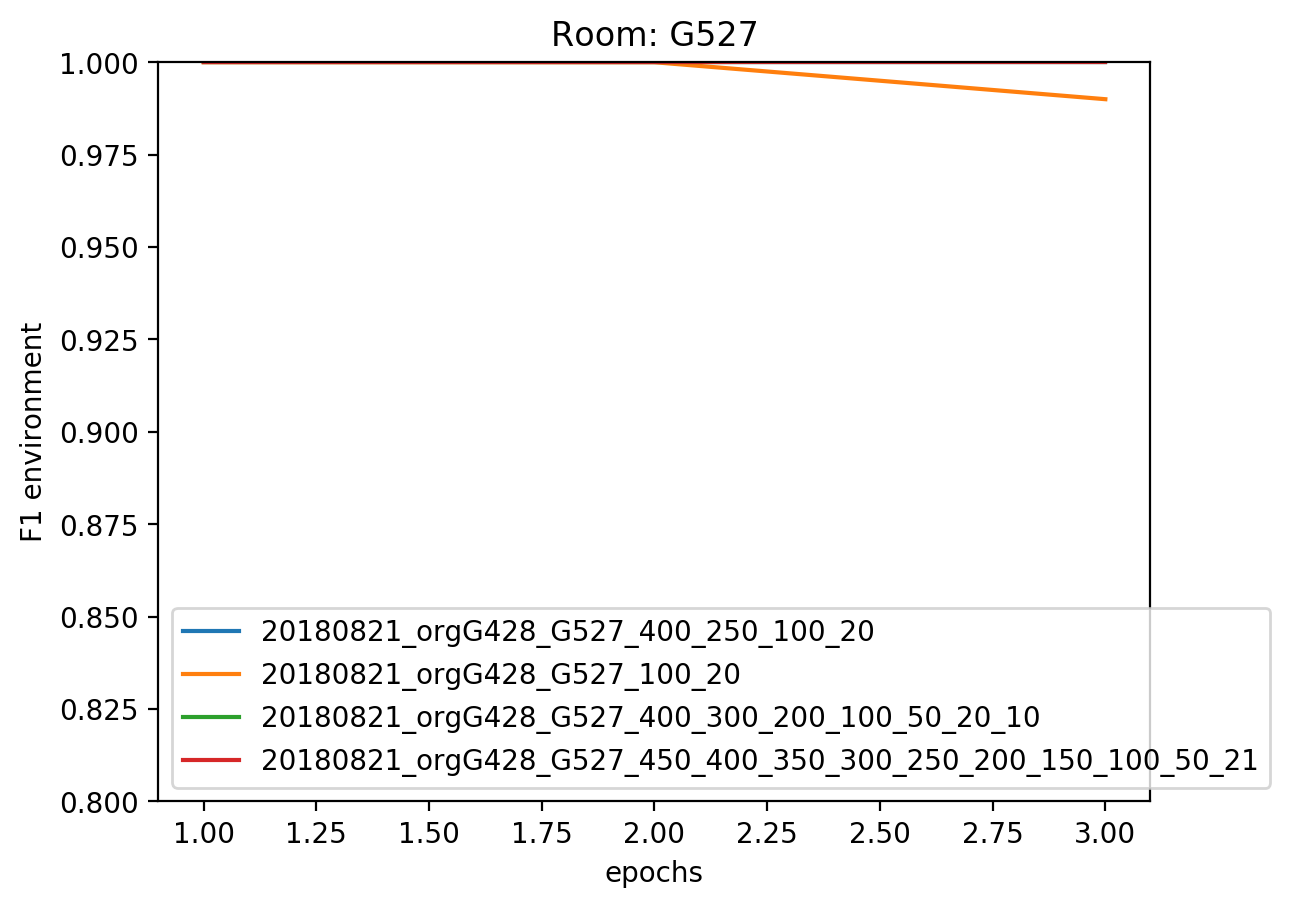 Room: G527
1.000
0.975
0.950
0.925
0.900
0.875
0.850
0.825
0.800
F1 environment
20180821_orgG428_G527_400_250_100_20
20180821_orgG428_G527_100_20
20180821_orgG428_G527_400_300_200_100_50_20_10
20180821_orgG428_G527_450_400_350_300_250_200_150_100_50_21
1.00 1.25 1.50 1.75 2.00 2.25 2.50 2.75 3.00
epochs